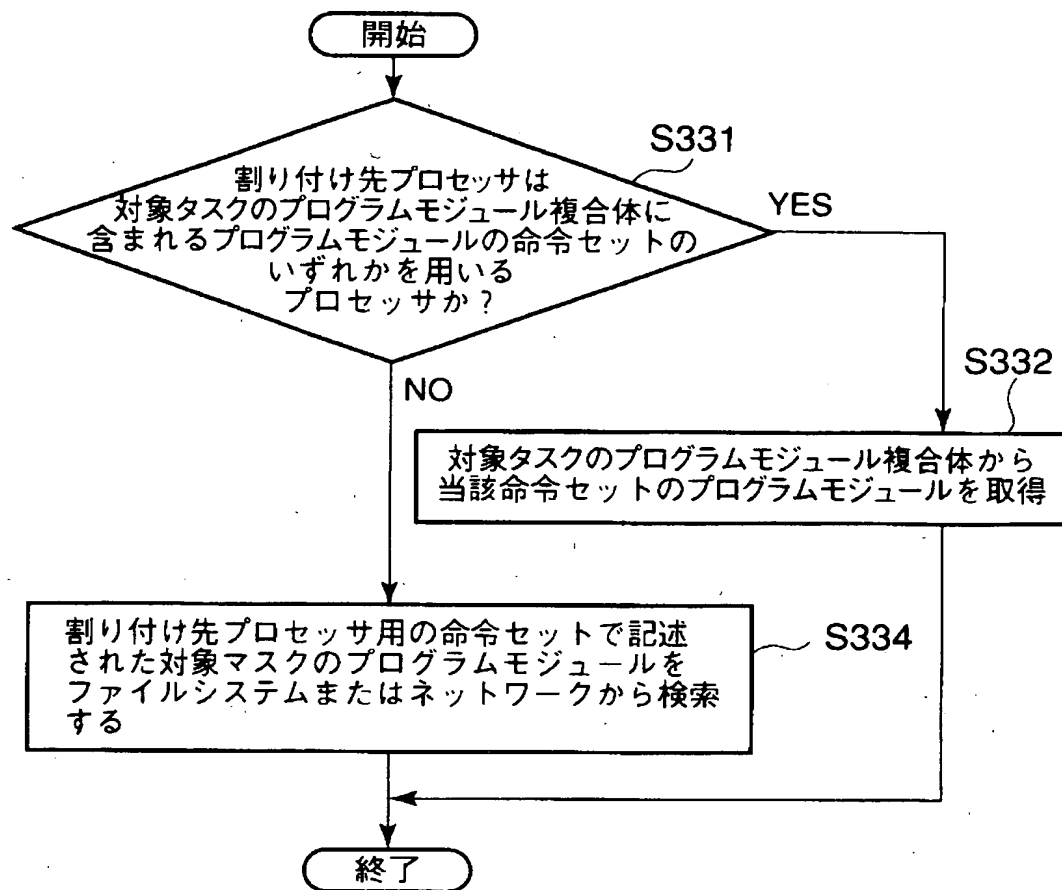 開始
S331
割り付け先プロセッサは
対象タスクのプログラムモジュール複合体に
含まれるプログラムモジュールの命令セットの
いずれかを用いる
プロセッサか?
YES
NO
S332
対象タスクのプログラムモジュール複合体から
当該命令セットのプログラムモジュールを取得
S334
割り付け先プロセッサ用の命令セットで記述
された対象マスクのプログラムモジュールを
ファイルシステムまたはネットワークから検索
する
終了